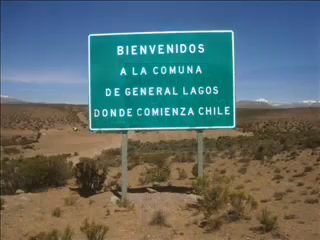 BIENVENIDOS
A LA COMUNA
DE GENERAL LAGOS
DONDE COMIENZA CHILE